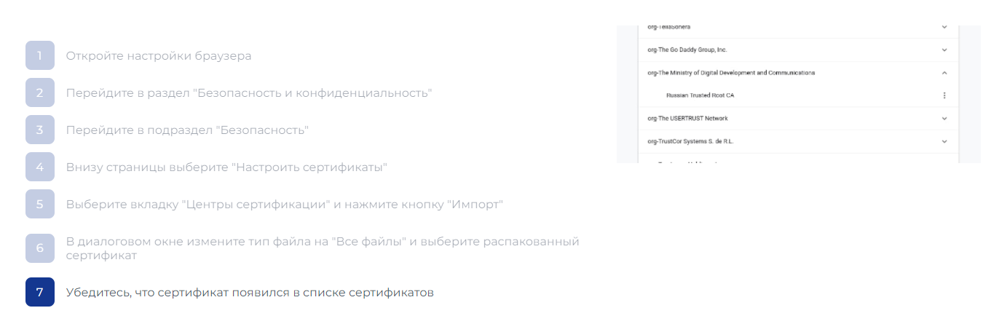 1
Откройте настройки браузера
2
Перейдите в раздел "Безопасность и конфиденциальность"
3
Перейдите в подраздел "Безопасность"
4
Внизу страницы выберите "Настроить сертификаты"
5
Выберите вкладку "Центры сертификации" и нажмите кнопку "Импорт"
6
В диалоговом окне измените тип файла на "Все файлы" и выберите распакованный
сертификат
7
Убедитесь, что сертификат появился в списке сертификатов
org-TeliaSonera
org-The Go Daddy Group, Inc.
org-The Ministry of Digital Development and Communications
Russian Trusted Root CA
org-The USERTRUST Network
org-TrustCor Systems S. de R.L.